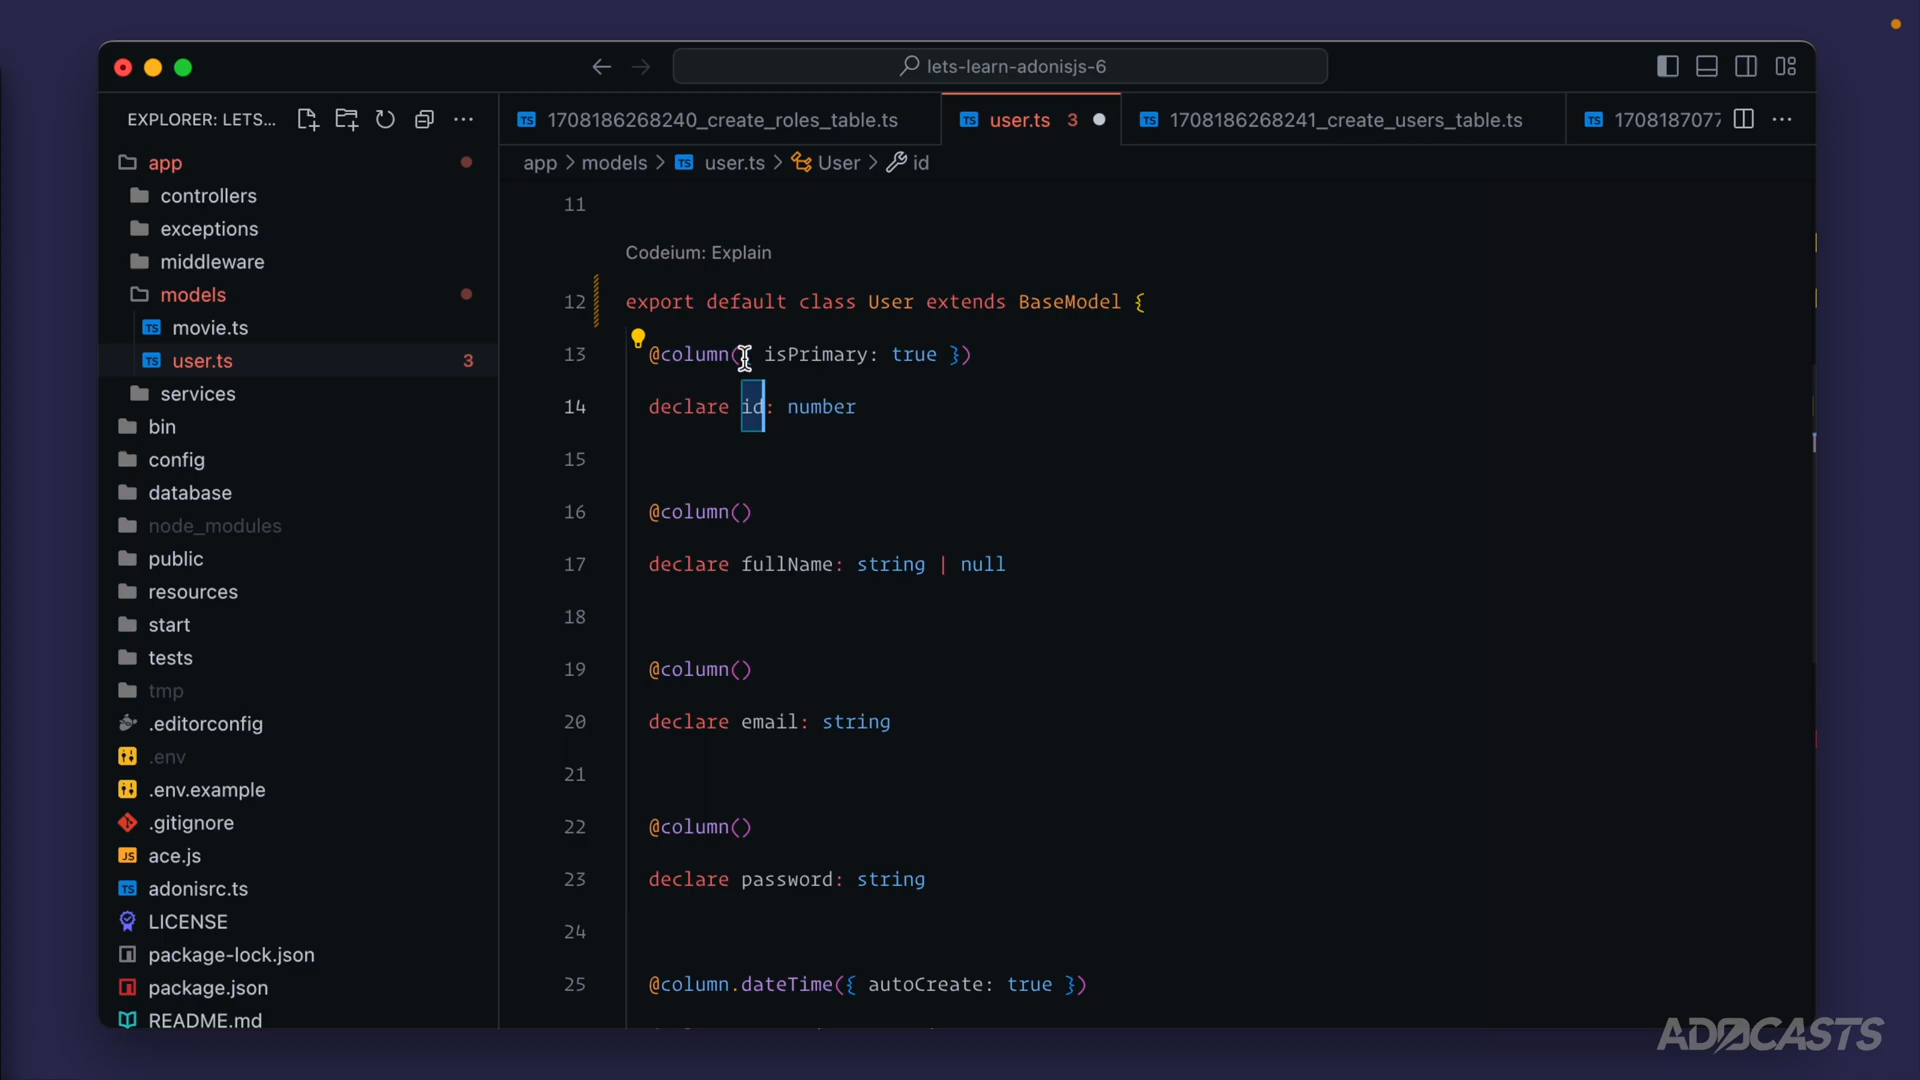 lets-learn-adonisjs-6
EXPLORER: LETS...
1708186268240_create_roles_table.ts
user.ts 3
1708186268241_create_users_table.ts
170818707
app > models > user.ts > User > id
app
controllers
exceptions
middleware
models
movie.ts
user.ts 3
services
bin
config
database
node_modules
public
resources
start
tests
tmp
.editorconfig
.env
.env.example
.gitignore
ace.js
adonisrc.ts
LICENSE
package-lock.json
package.json
README.md
11
Codeium: Explain
12 export default class User extends BaseModel {
13 @column( isPrimary: true })
14 declare id: number
15
16 @column()
17 declare fullName: string | null
18
19 @column()
20 declare email: string
21
22 @column()
23 declare password: string
24
25 @column.dateTime({ autoCreate: true })
ADOCASTS